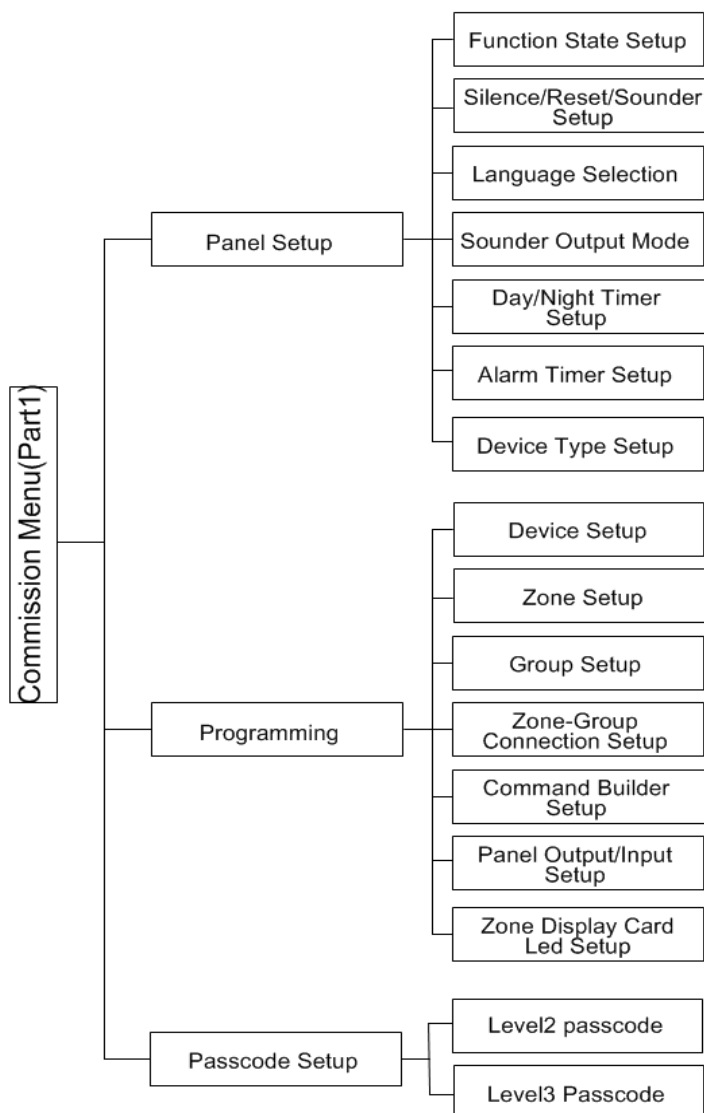 Commission Menu(Part1)
Panel Setup
Function State Setup
Silence/Reset/Sounder
Setup
Language Selection
Sounder Output Mode
Day/Night Timer
Setup
Alarm Timer Setup
Device Type Setup
Programming
Device Setup
Zone Setup
Group Setup
Zone-Group
Connection Setup
Command Builder
Setup
Panel Output/Input
Setup
Zone Display Card
Led Setup
Passcode Setup
Level2 passcode
Level3 Passcode